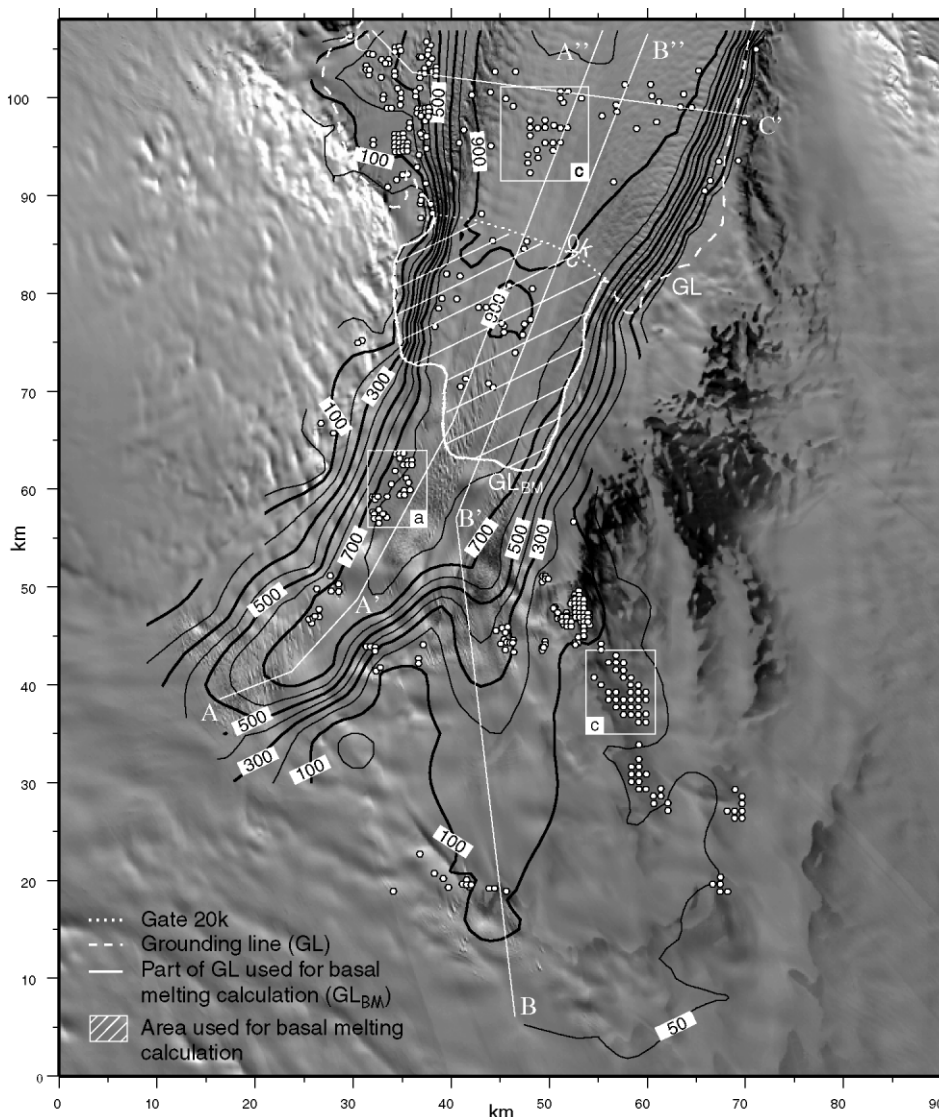 A''
B''
C'
100
500
900
C'
100
c
90
20k
80
GL
900
70
300
100
GL_BM
60
a
B'
700
700
500
300
50
500
A'
40
A
c
500
300
100
30
100
20
Gate 20k
Grounding line (GL)
Part of GL used for basal
melting calculation (GL_BM)
Area used for basal melting
calculation
10
B
50
0
km
0 10 20 30 40 50 60 70 80 90
km